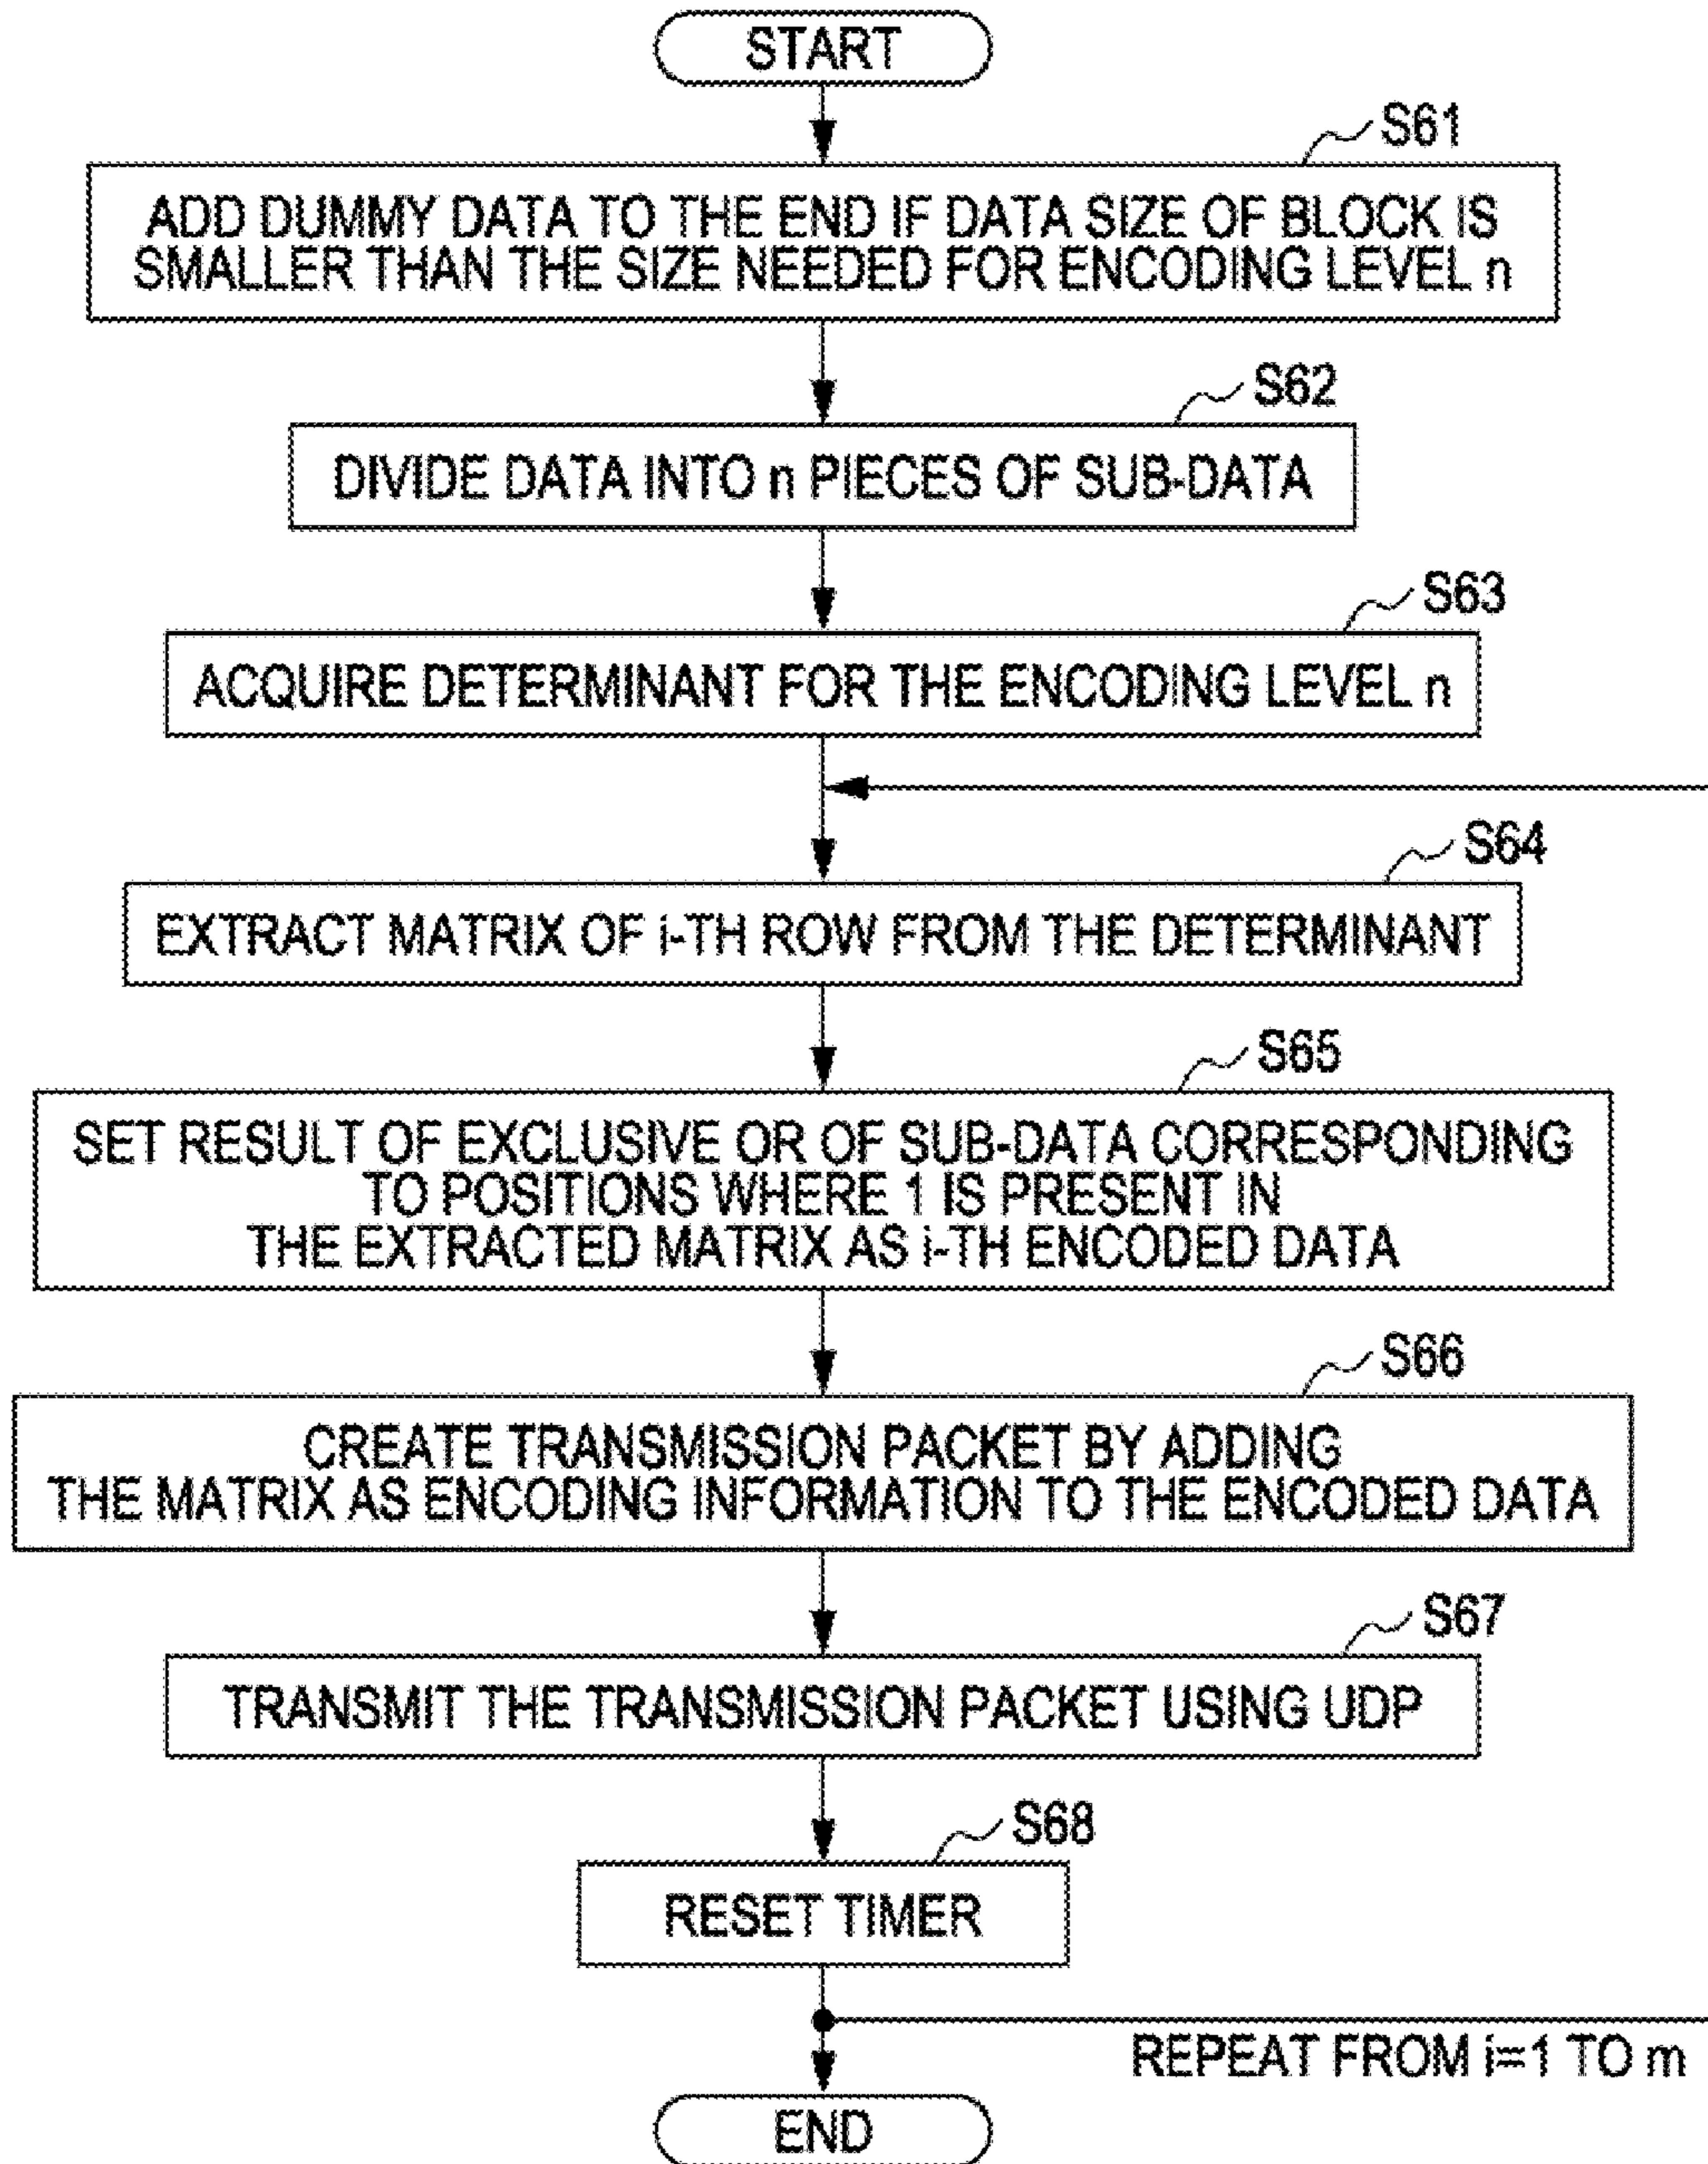 START
S61
ADD DUMMY DATA TO THE END IF DATA SIZE OF BLOCK IS
SMALLER THAN THE SIZE NEEDED FOR ENCODING LEVEL n
S62
DIVIDE DATA INTO n PIECES OF SUB-DATA
S63
ACQUIRE DETERMINANT FOR THE ENCODING LEVEL n
S64
EXTRACT MATRIX OF i-TH ROW FROM THE DETERMINANT
S65
SET RESULT OF EXCLUSIVE OR OF SUB-DATA CORRESPONDING
TO POSITIONS WHERE 1 IS PRESENT IN
THE EXTRACTED MATRIX AS i-TH ENCODED DATA
S66
CREATE TRANSMISSION PACKET BY ADDING
THE MATRIX AS ENCODING INFORMATION TO THE ENCODED DATA
S67
TRANSMIT THE TRANSMISSION PACKET USING UDP
S68
RESET TIMER
REPEAT FROM i=1 TO m
END